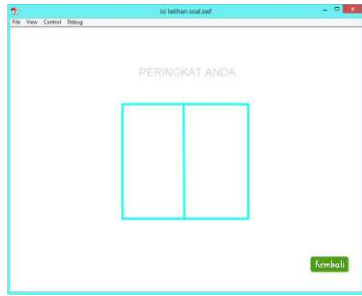 isi latihan soal.swf
File View Control Debug
PERINGKAT ANDA
Kembali